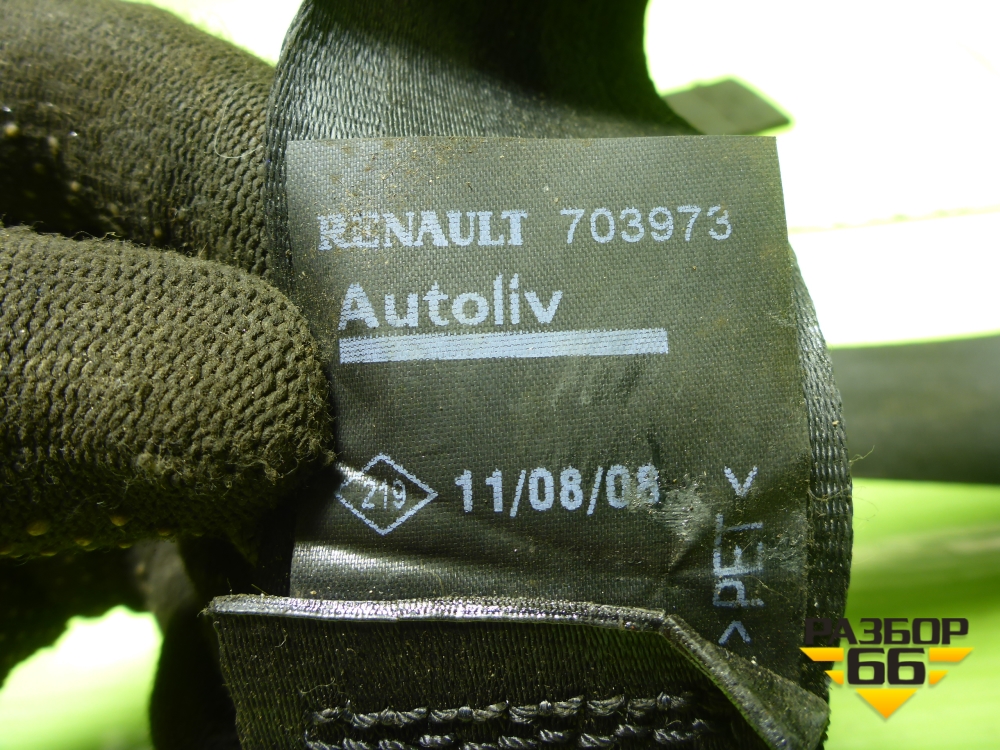 RENAULT 703973
Autoliv
219 11/08/08
>PET<
РАЗБОР
66